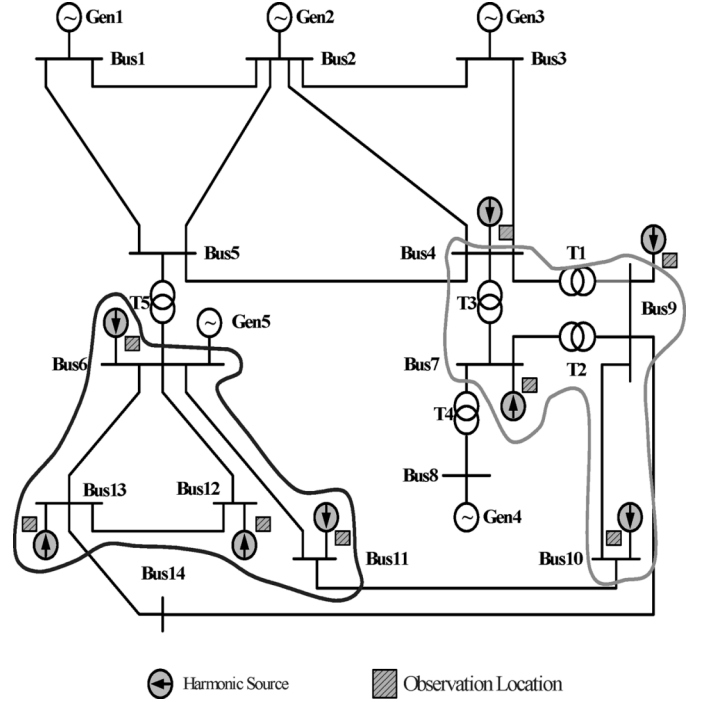 Gen1
Gen2
Gen3
Bus1
Bus2
Bus3
Bus5
Bus4
T1
T5
Gen5
T3
Bus9
Bus6
Bus7
T2
T4
Bus8
Bus13
Bus12
Gen4
Bus11
Bus10
Bus14
Harmonic Source
Observation Location